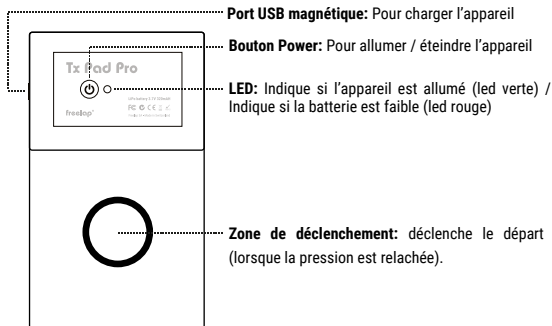 Port USB magnétique: Pour charger l'appareil
Bouton Power: Pour allumer / éteindre l'appareil
Tx Pad Pro
LED: Indique si l'appareil est allumé (led verte) /
Indique si la batterie est faible (led rouge)
freelap
Zone de déclenchement: déclenche le départ
(lorsque la pression est relachée).